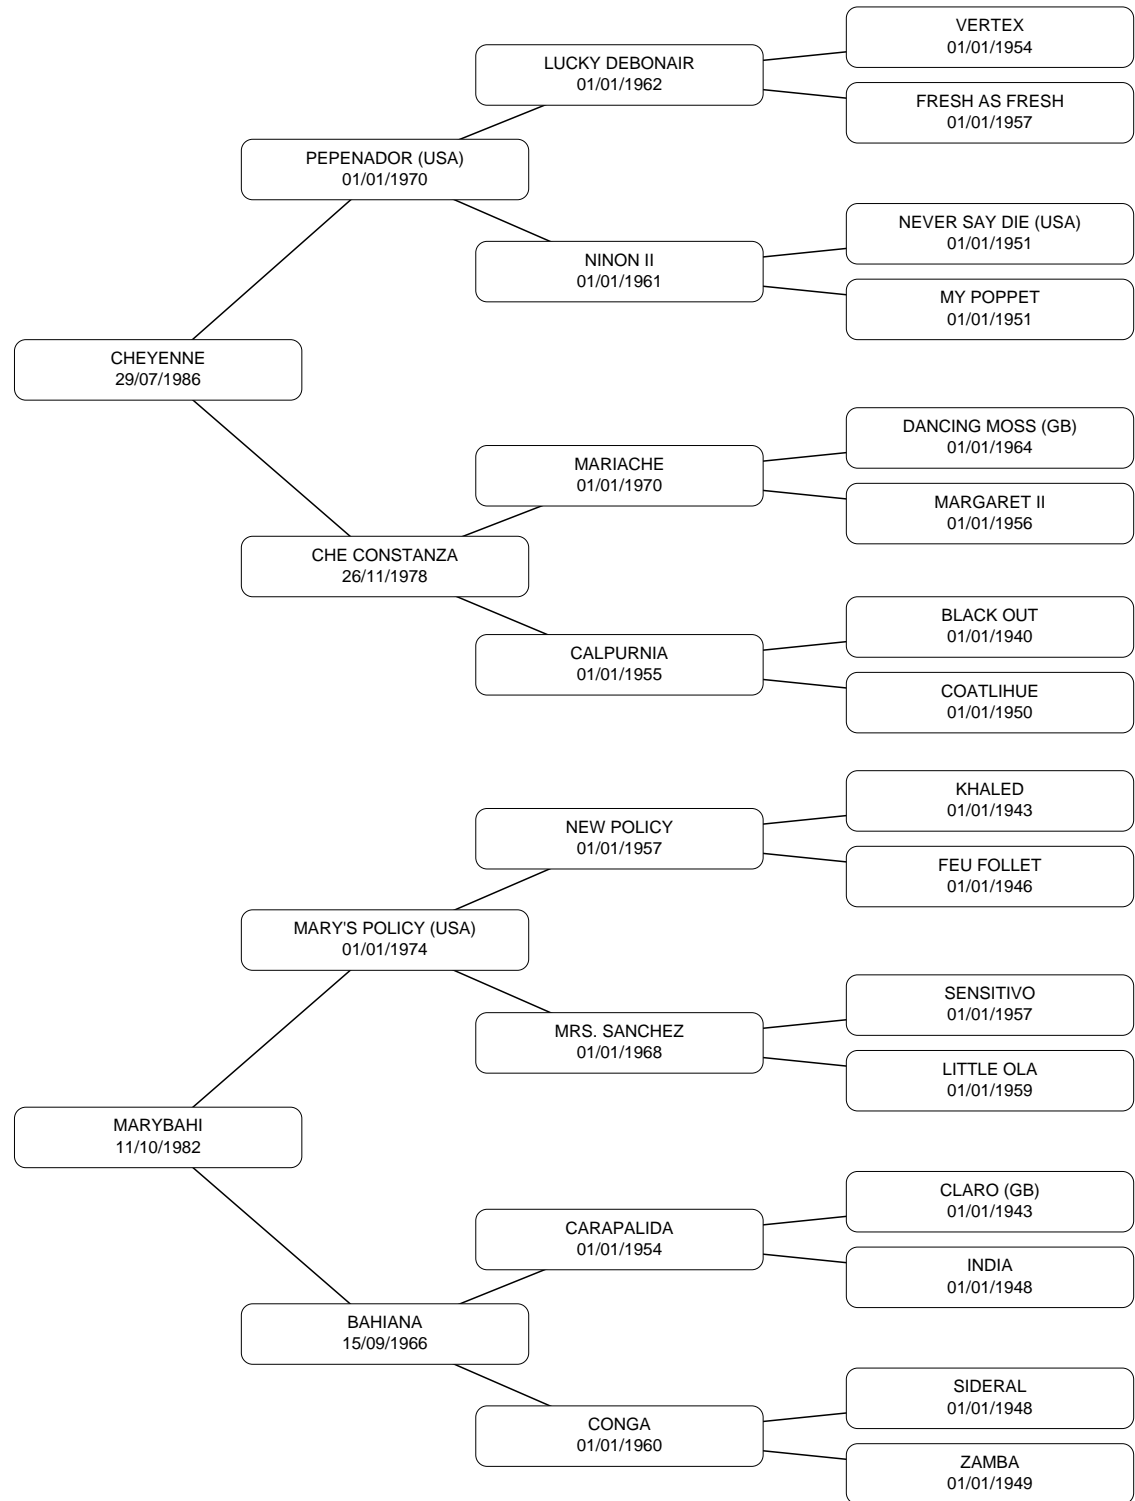 VERTEX
01/01/1954
LUCKY DEBONAIR
01/01/1962
FRESH AS FRESH
01/01/1957
PEPENADOR (USA)
01/01/1970
NEVER SAY DIE (USA)
01/01/1951
NINON II
01/01/1961
MY POPPET
01/01/1951
CHEYENNE
29/07/1986
DANCING MOSS (GB)
01/01/1964
MARIACHE
01/01/1970
MARGARET II
01/01/1956
CHE CONSTANZA
26/11/1978
BLACK OUT
01/01/1940
CALPURNIA
01/01/1955
COATLIHUE
01/01/1950
KHALED
01/01/1943
NEW POLICY
01/01/1957
FEU FOLLET
01/01/1946
MARY'S POLICY (USA)
01/01/1974
SENSITIVO
01/01/1957
MRS. SANCHEZ
01/01/1968
LITTLE OLA
01/01/1959
MARYBAHI
11/10/1982
CLARO (GB)
01/01/1943
CARAPALIDA
01/01/1954
INDIA
01/01/1948
BAHIANA
15/09/1966
SIDERAL
01/01/1948
CONGA
01/01/1960
ZAMBA
01/01/1949